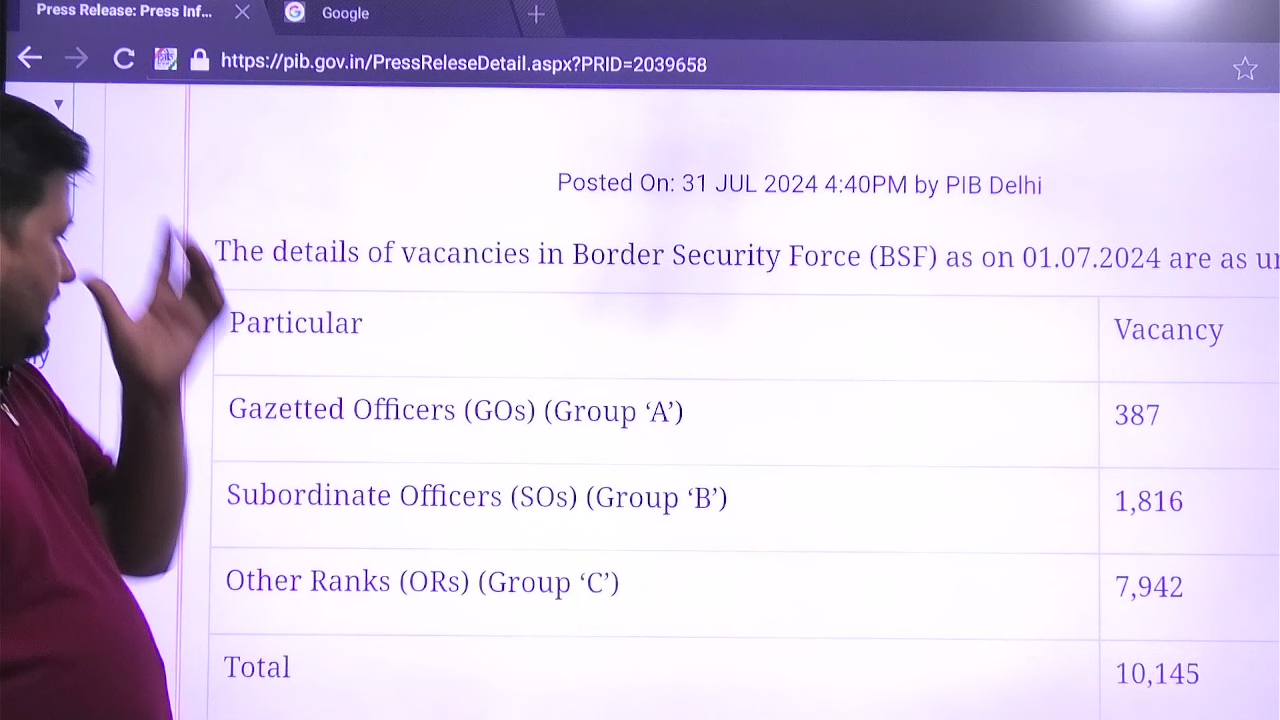 Press Release: Press Inf...
Google
https://pib.gov.in/PressReleseDetail.aspx?PRID=2039658
Posted On: 31 JUL 2024 4:40PM by PIB Delhi
The details of vacancies in Border Security Force (BSF) as on 01.07.2024 are as
Particular Vacancy
Gazetted Officers (GOs) (Group ‘A’) 387
Subordinate Officers (SOs) (Group ‘B’) 1,816
Other Ranks (ORs) (Group ‘C’) 7,942
Total 10,145